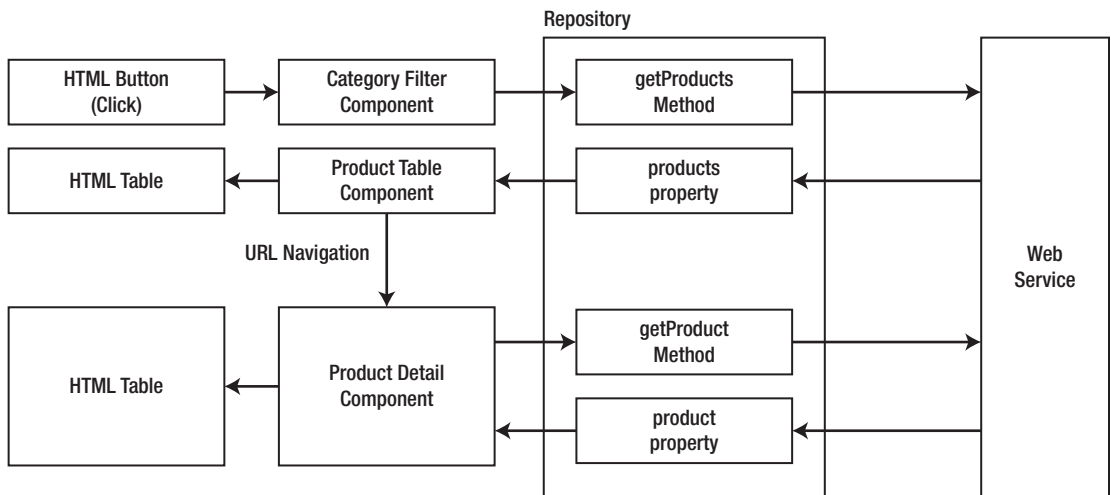 Repository
HTML Button
(Click)
Category Filter
Component
getProducts
Method
HTML Table
Product Table
Component
products
property
URL Navigation
Web
Service
HTML Table
Product Detail
Component
getProduct
Method
product
property